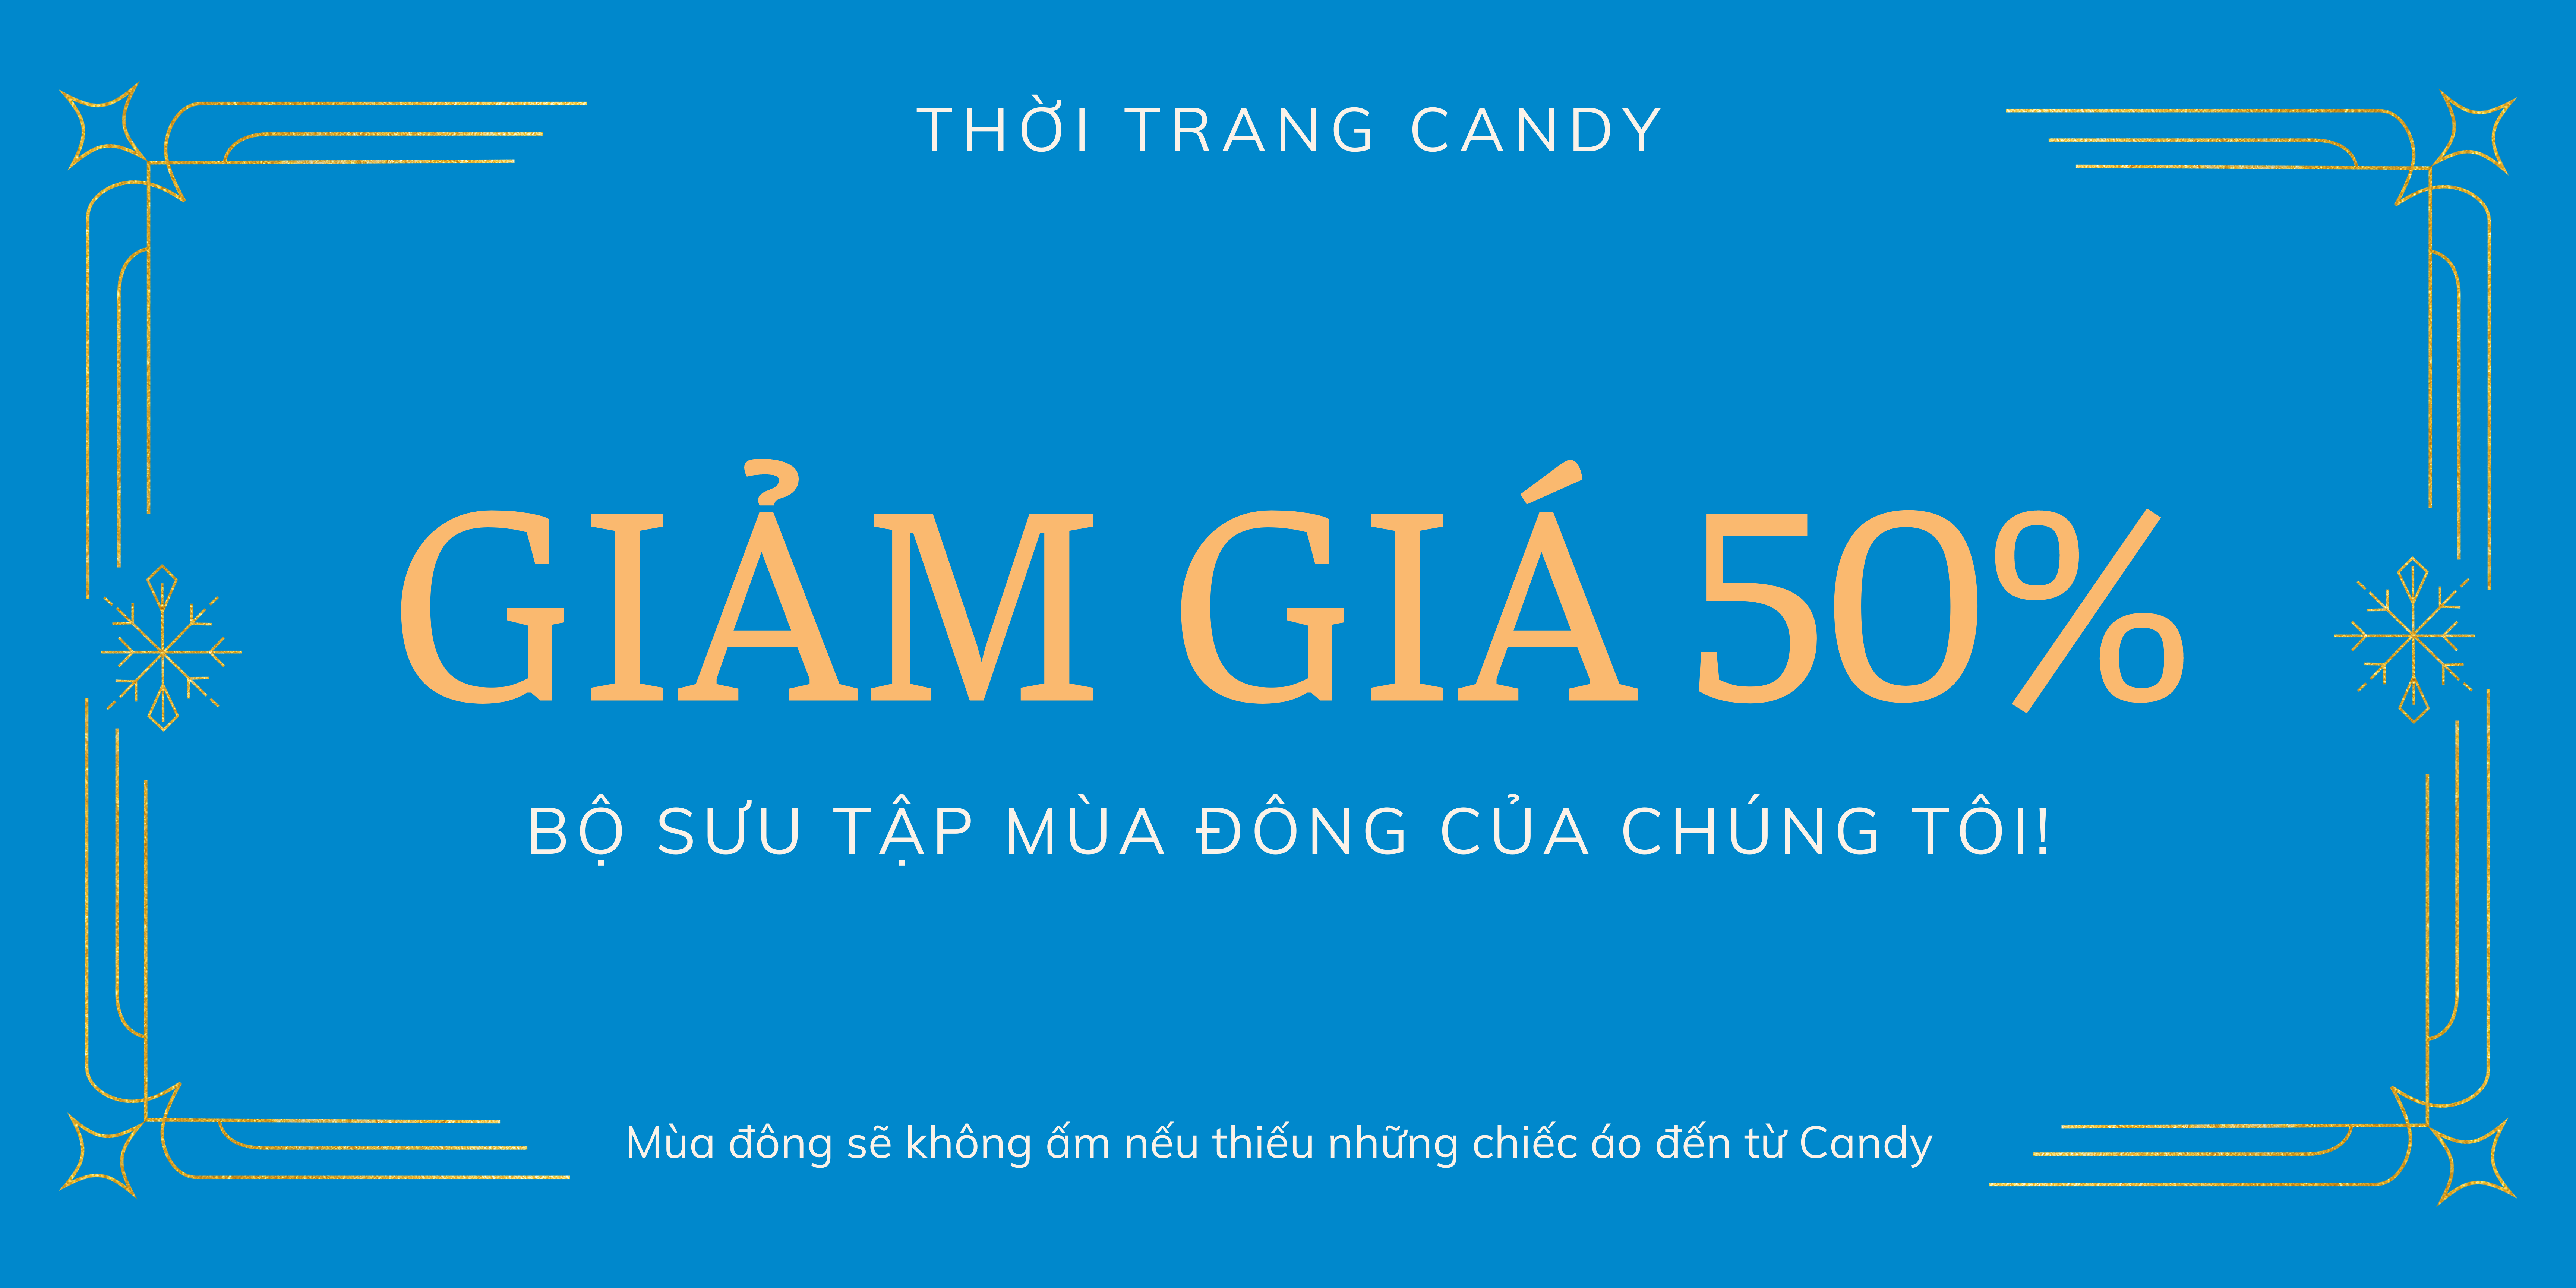 THỜI TRANG CANDY
GIẢM GIÁ 50%
BỘ SƯU TẬP MÙA ĐÔNG CỦA CHÚNG TÔI!
Mùa đông sẽ không ấm nếu thiếu những chiếc áo đến từ Candy